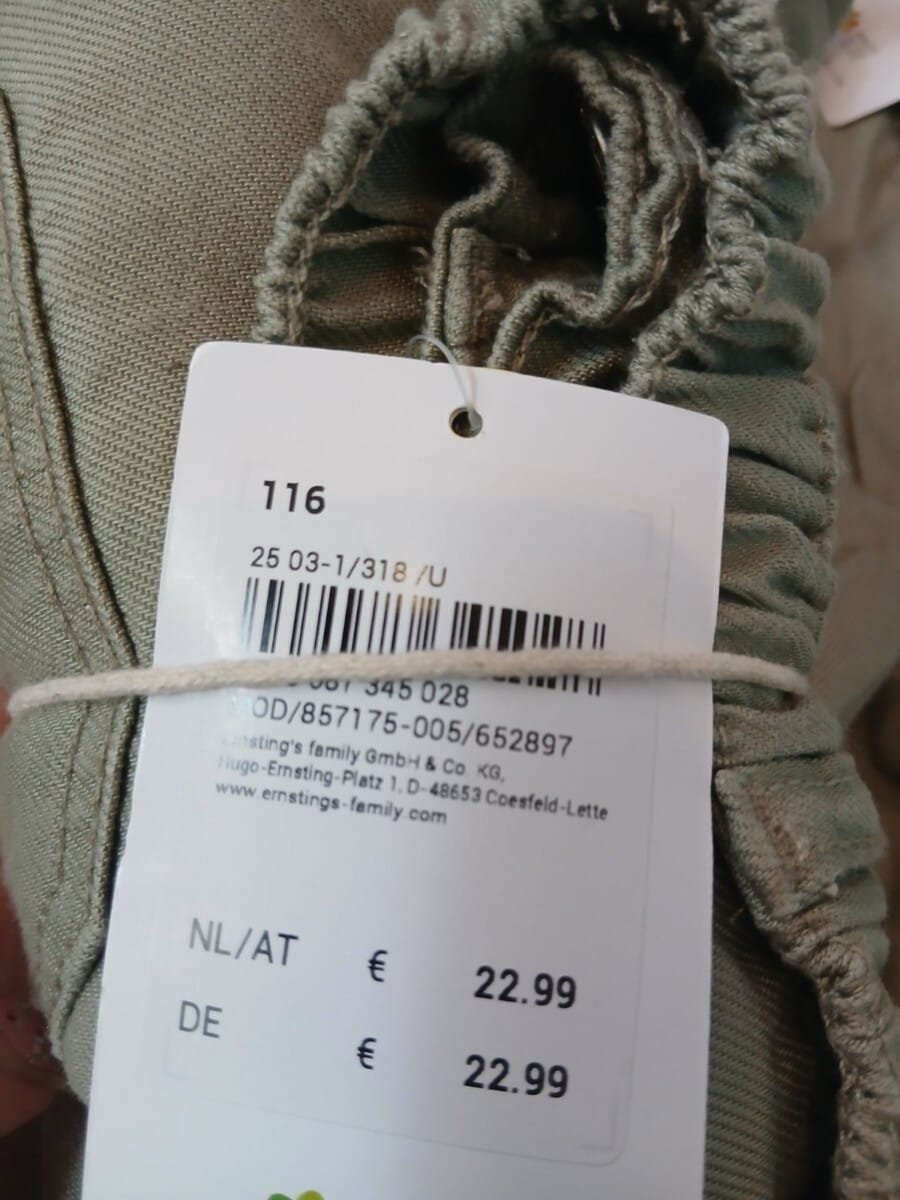 116
25 03-1/318 /U
087 345 028
OD/857175-005/652897
Ernsting's family GmbH & Co. KG,
Hugo-Ernsting-Platz 1, D-48653 Coesfeld-Lette
www.ernstings-family.com
NL/AT € 22.99
DE € 22.99